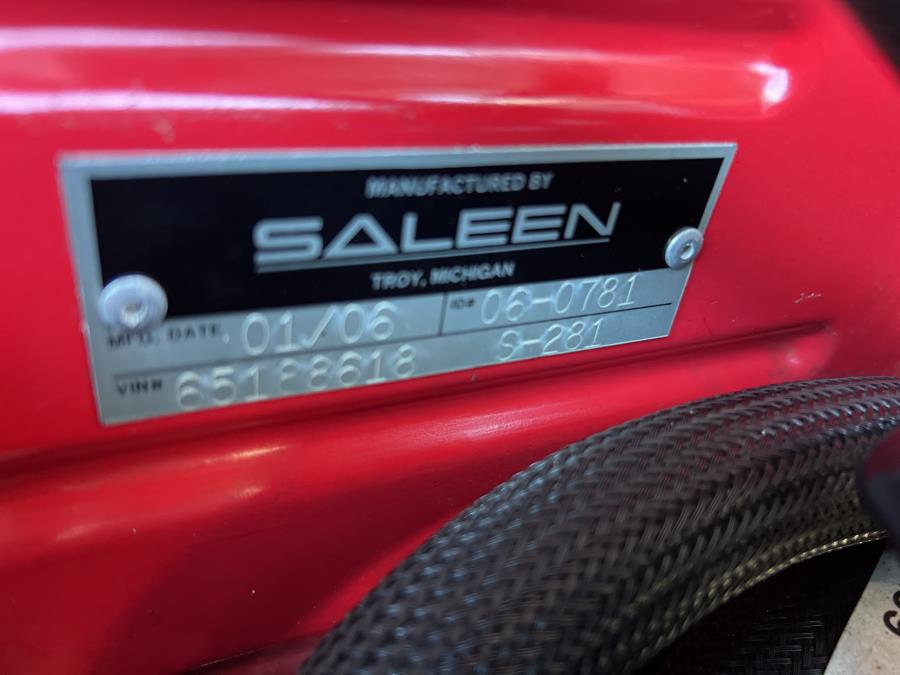 MANUFACTURED BY
SALEEN
TROY, MICHIGAN
MFG. DATE 01/06 ID# 06-0781
VIN# 65188618 S-281